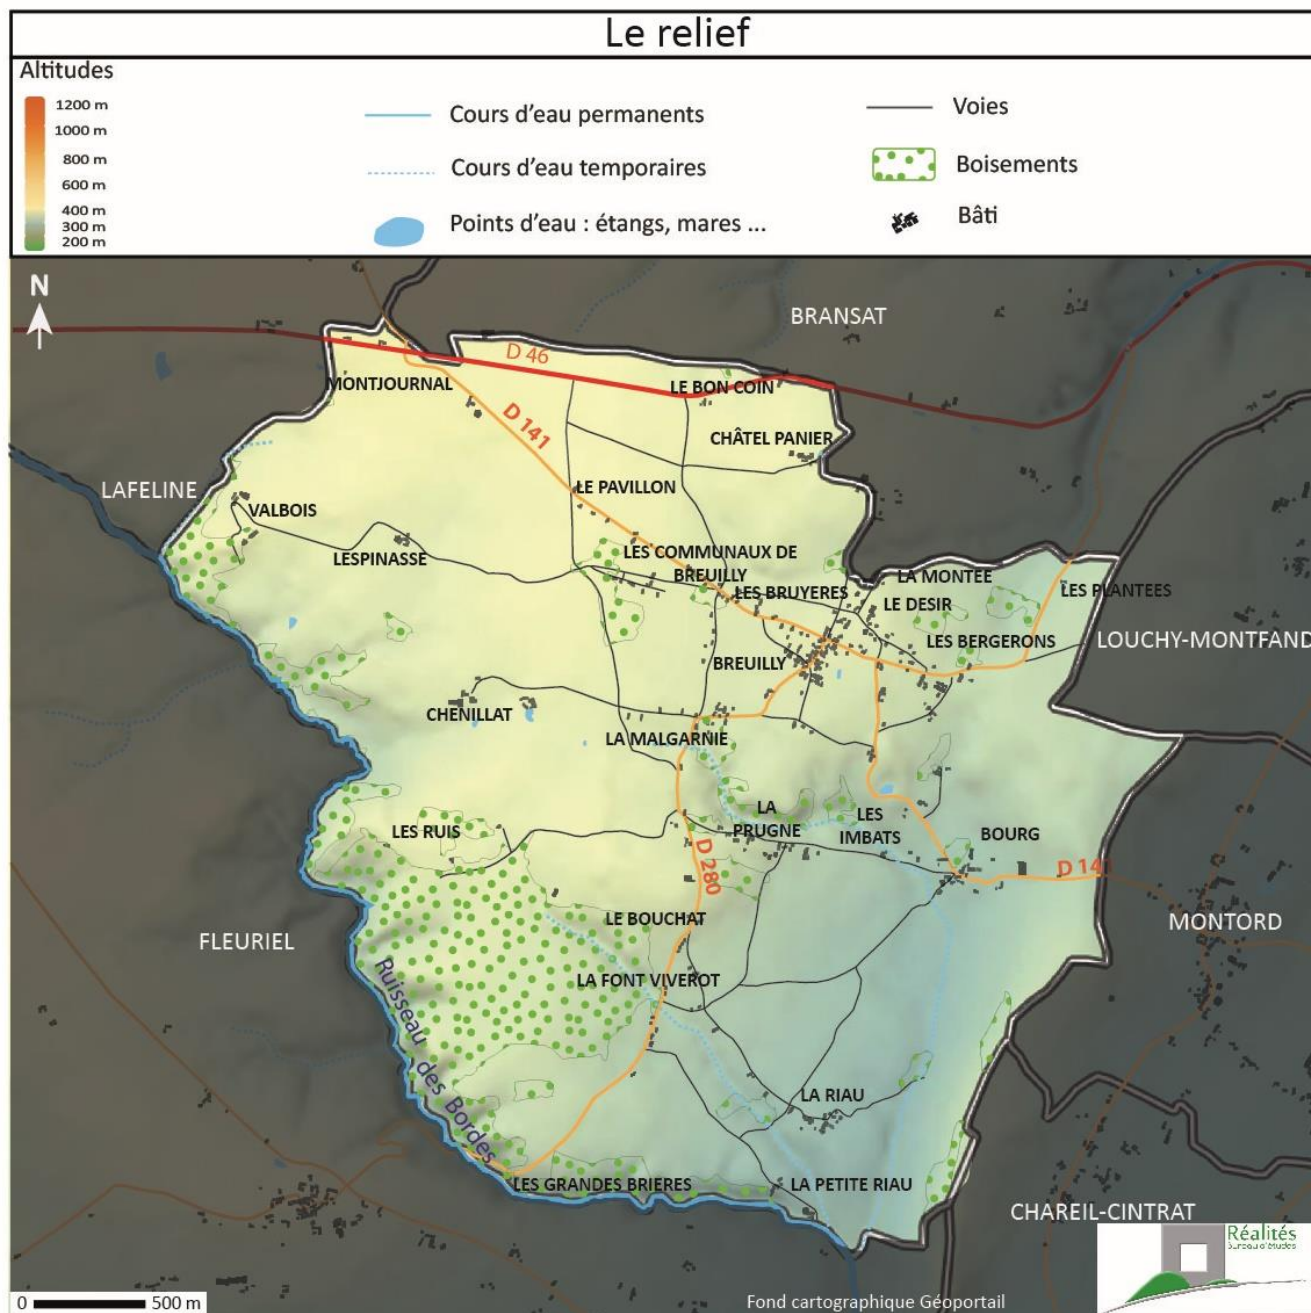 Le relief
Altitudes
1200 m
1000 m
800 m
600 m
400 m
300 m
200 m
Cours d'eau permanents
Cours d'eau temporaires
Points d'eau : étangs, mares ...
Voies
Boisements
Bâti
N
BRANSAT
D 46
MONTJOURNAL
LE BON COIN
D 141
CHÂTEL PANIER
LAFELINE
LE PAVILLON
VALBOIS
LESPINASSE
LES COMMUNAUX DE
BREUILLY
LES BRUYERES
LA MONTEE
LE DESIR
LES PLANTEES
LES BERGERONS
LOUCHY-MONTFAND
BREUILLY
CHENILLAT
LA MALGARNIE
LA
PRUGNE
LES
IMBATS
LES RUIS
BOURG
D 280
D 141
LE BOUCHAT
MONTORD
FLEURIEL
LA FONT VIVEROT
Ruisseau des Bordes
LA RIAU
LES GRANDES BRIERES
LA PETITE RIAU
CHAREIL-CINTRAT
Réalités
Bureau d'études
0 500 m
Fond cartographique Géoportail